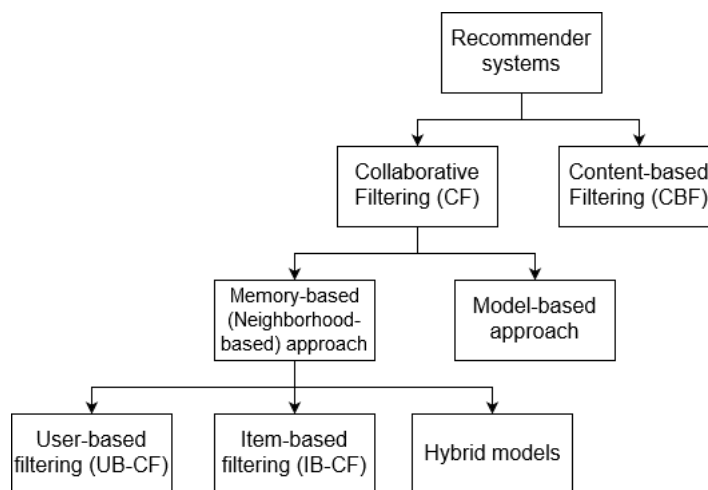 Recommender
systems
Collaborative
Filtering (CF)
Content-based
Filtering (CBF)
Memory-based
(Neighborhood-
based) approach
Model-based
approach
User-based
filtering (UB-CF)
Item-based
filtering (IB-CF)
Hybrid models